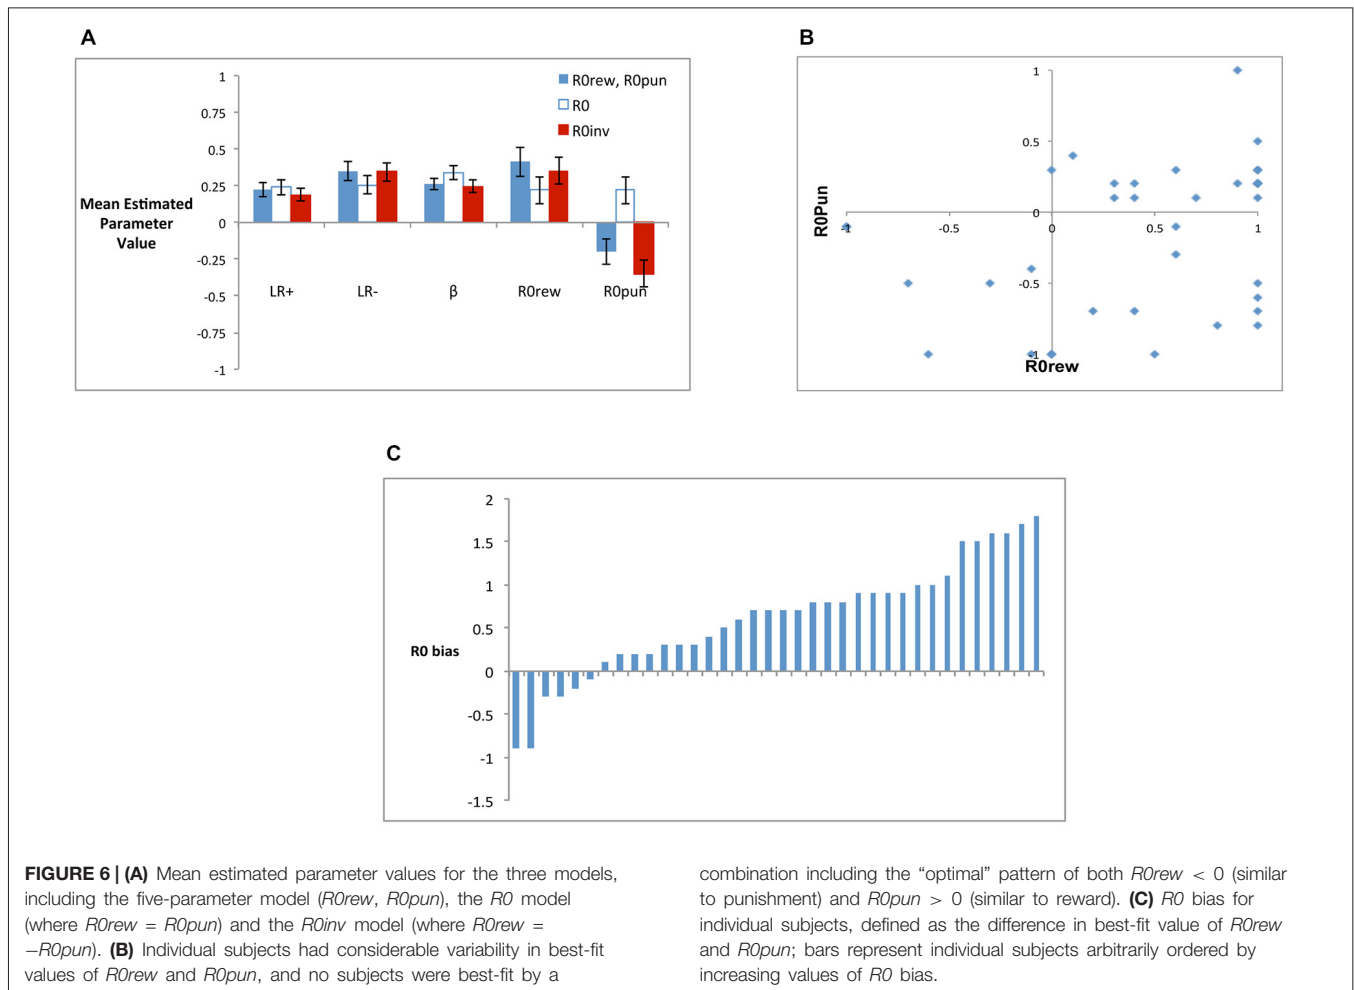 A
1
0.75
0.5
0.25
0
-0.25
-0.5
-0.75
-1
Mean Estimated
Parameter
Value
R0rew, R0pun
R0
R0inv
LR+
LR-
β
R0rew
R0pun
B
1
0.5
0
-0.5
-1
-1
-0.5
0
0.5
1
R0Pun
R0rew
C
2
1.5
1
0.5
0
-0.5
-1
-1.5
R0 bias
FIGURE 6 | (A) Mean estimated parameter values for the three models,
including the five-parameter model (R0rew, R0pun), the R0 model
(where R0rew = R0pun) and the R0inv model (where R0rew =
−R0pun). (B) Individual subjects had considerable variability in best-fit
values of R0rew and R0pun, and no subjects were best-fit by a
combination including the “optimal” pattern of both R0rew < 0 (similar
to punishment) and R0pun > 0 (similar to reward). (C) R0 bias for
individual subjects, defined as the difference in best-fit value of R0rew
and R0pun; bars represent individual subjects arbitrarily ordered by
increasing values of R0 bias.